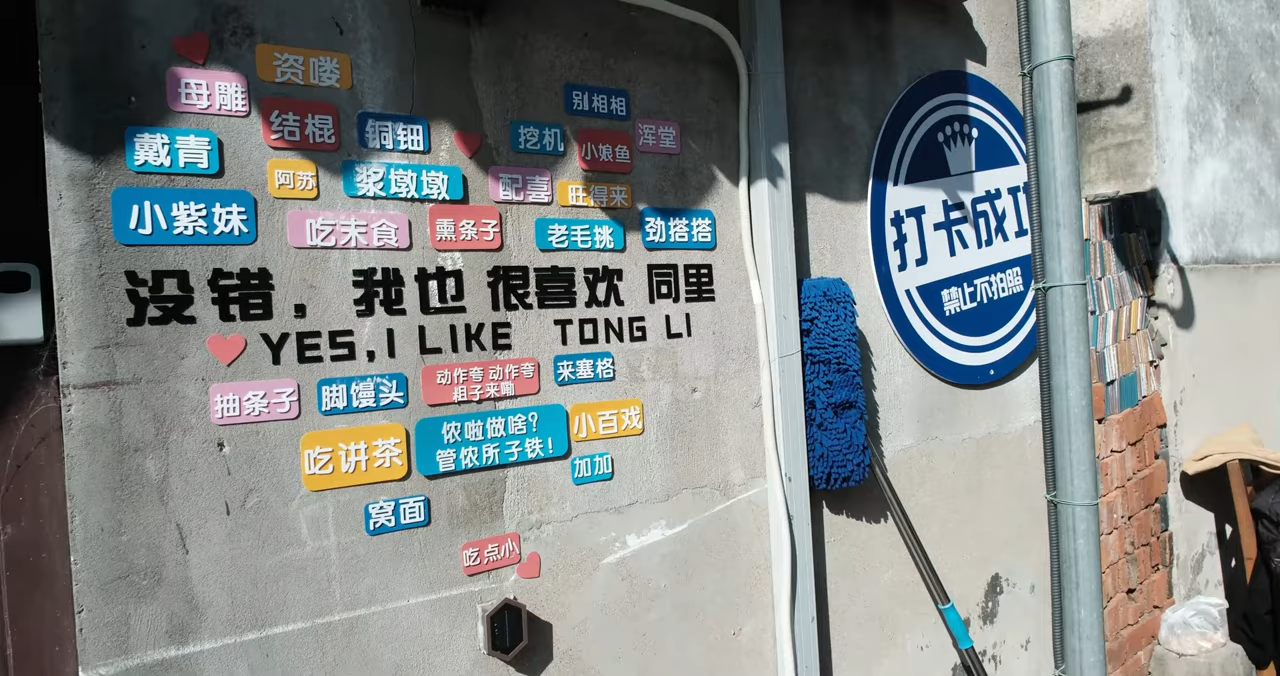 资喽
母雕
结棍
铜钿
别相相
挖机
小娘鱼
浑堂
戴青
阿苏
浆墩墩
配喜
旺得来
小紫妹
吃末食
熏条子
老毛挑
劲搭搭
没错，我也很喜欢同里
YES,I LIKE TONG LI
抽条子
脚馒头
动作夸动作夸
粗子来嘞
来塞格
吃讲茶
侬啦做啥?
管侬所子铁!
小百戏
加加
窝面
吃点小
打卡成功
禁止不拍照